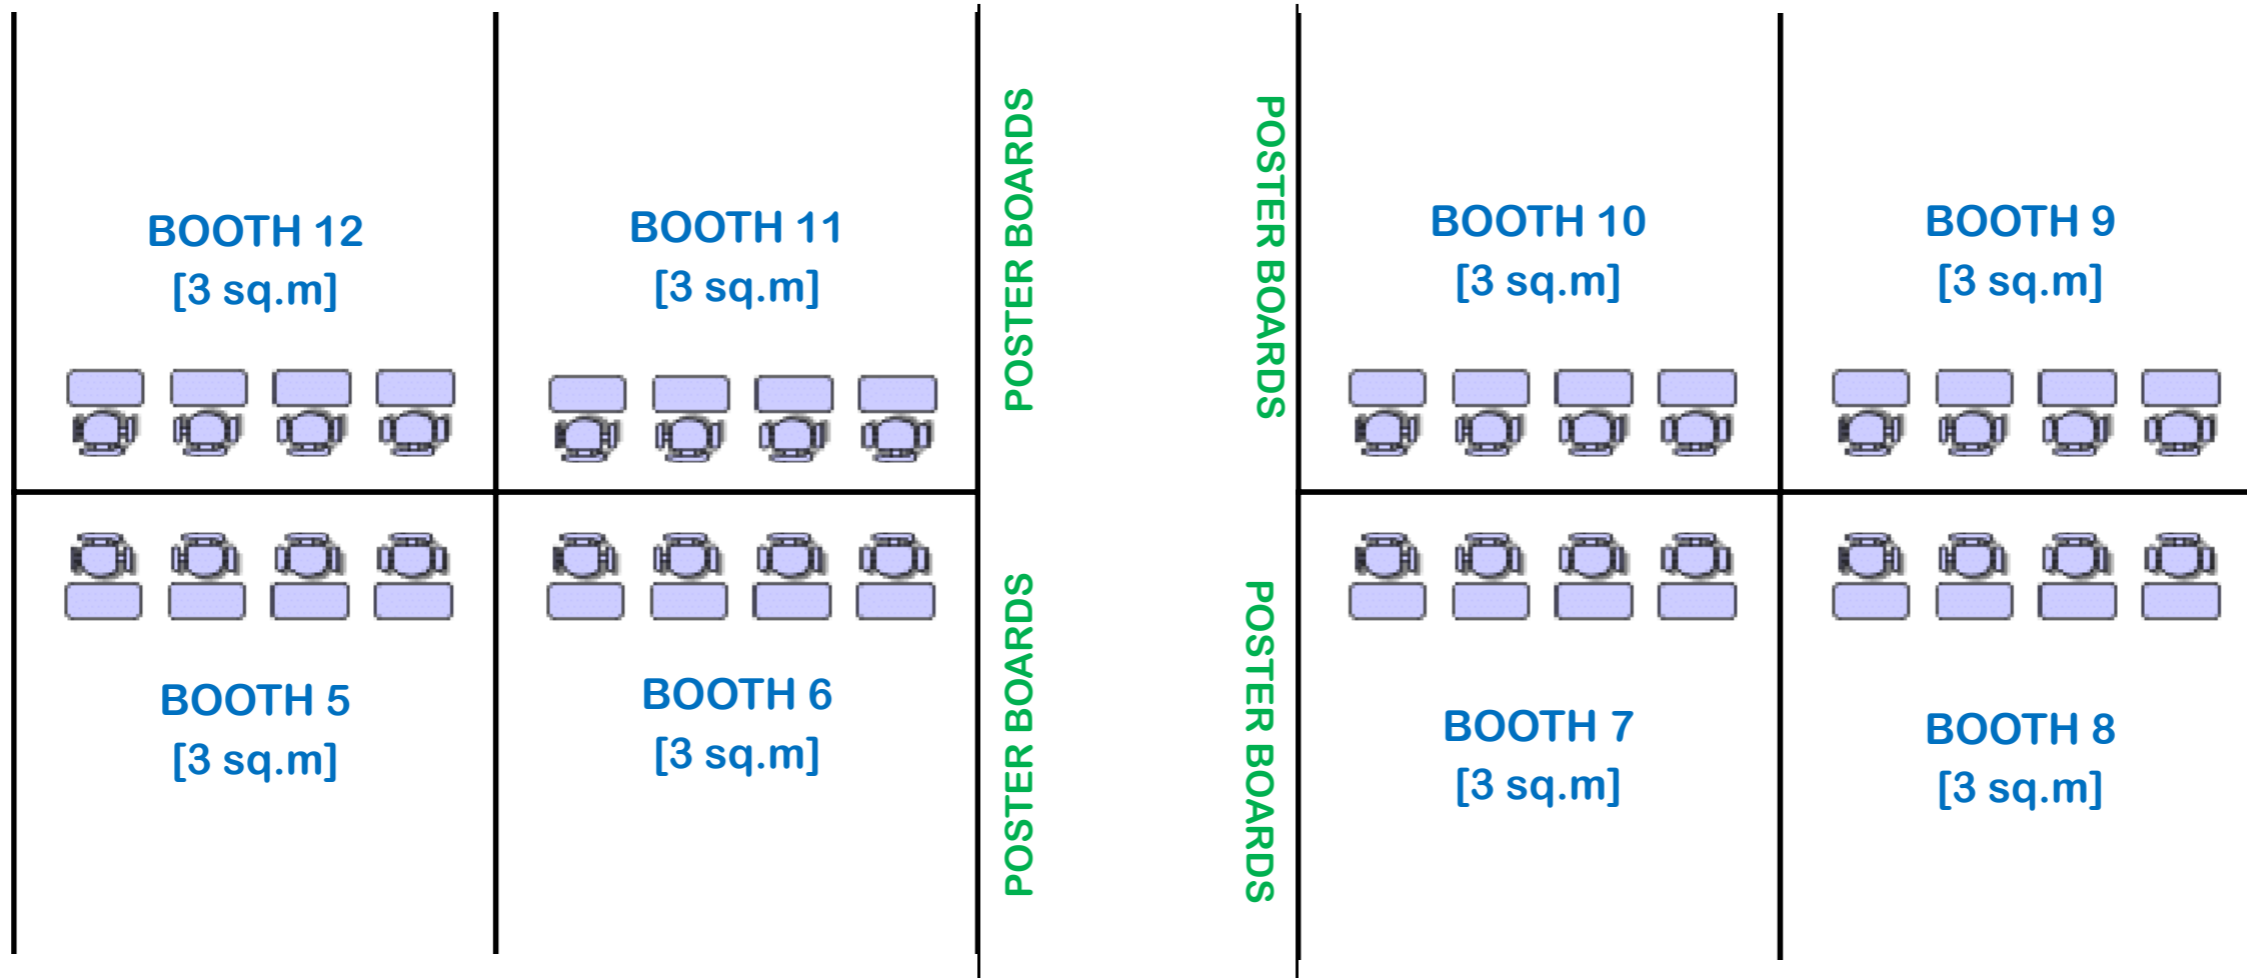 BOOTH 12
[3 sq.m]
BOOTH 11
[3 sq.m]
POSTER BOARDS
POSTER BOARDS
BOOTH 10
[3 sq.m]
BOOTH 9
[3 sq.m]
BOOTH 5
[3 sq.m]
BOOTH 6
[3 sq.m]
POSTER BOARDS
POSTER BOARDS
BOOTH 7
[3 sq.m]
BOOTH 8
[3 sq.m]